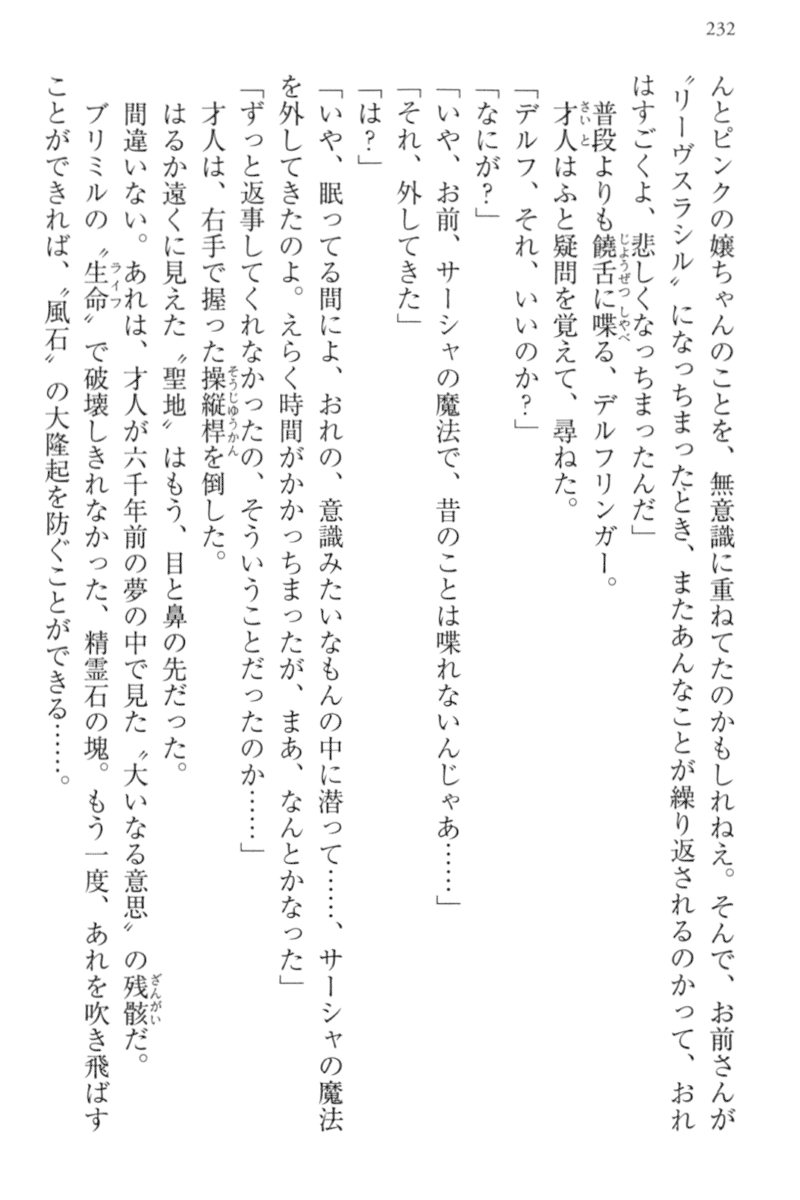 232
んとピンクの嬢ちゃんのことを、無意識に重ねてたのかもしれねえ。そんで、お前さんが
〝リーヴスラシル〟になっちまったとき、またあんなことが繰り返されるのかって、おれ
はすごくよ、悲しくなっちまったんだ」
普段よりも饒舌に喋る、デルフリンガー。
才人はふと疑問を覚えて、尋ねた。
「デルフ、それ、いいのか?」
「なにが?」
「いや、お前、サーシャの魔法で、昔のことは喋れないんじゃあ……」
「それ、外してきた」
「は?」
「いや、眠ってる間によ、おれの、意識みたいなもんの中に潜って……、サーシャの魔法
を外してきたのよ。えらく時間がかかっちまったが、まあ、なんとかなった」
「ずっと返事してくれなかったの、そういうことだったのか……」
才人は、右手で握った操縦桿を倒した。
はるか遠くに見えた〝聖地〟はもう、目と鼻の先だった。
間違いない。あれは、才人が六千年前の夢の中で見た〝大いなる意思〟の残骸だ。
ブリミルの〝生命〟で破壊しきれなかった、精霊石の塊。もう一度、あれを吹き飛ばす
ことができれば、〝風石〟の大隆起を防ぐことができる……。